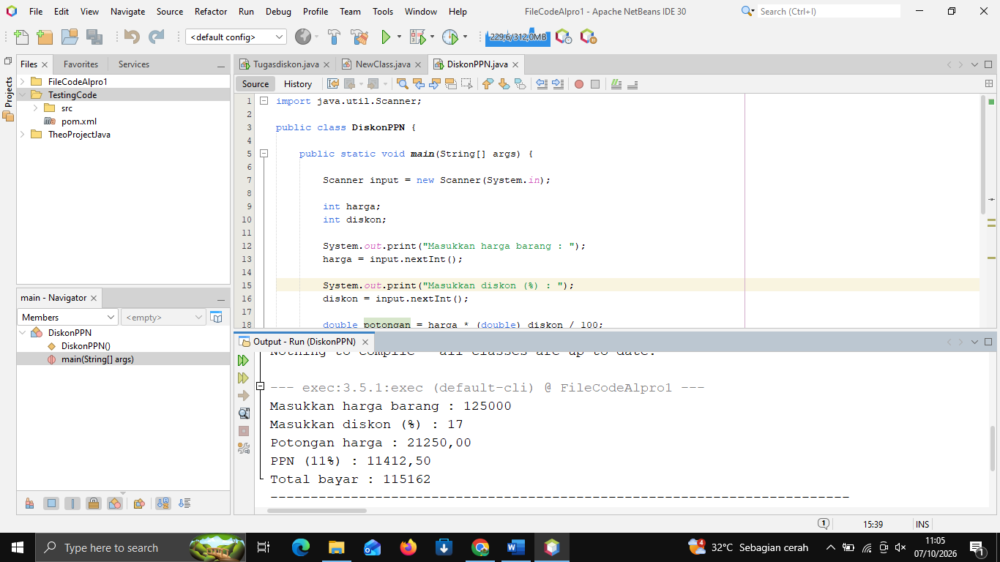 File Edit View Navigate Source Refactor Run Debug Profile Team Tools Window Help FileCodeAlpro1 - Apache NetBeans IDE 30 Search (Ctrl+I)
<default config> 229,6/312,0MB
Files Favorites Services
Projects
FileCodeAlpro1
TestingCode
src
pom.xml
TheoProjectJava
Tugasdiskon.java NewClass.java DiskonPPN.java
Source History
1 import java.util.Scanner;
2
3 public class DiskonPPN {
4
5 public static void main(String[] args) {
6
7 Scanner input = new Scanner(System.in);
8
9 int harga;
10 int diskon;
11
12 System.out.print("Masukkan harga barang : ");
13 harga = input.nextInt();
14
15 System.out.print("Masukkan diskon (%) : ");
16 diskon = input.nextInt();
17
18 double potongan = harga * (double) diskon / 100;
main - Navigator
Members <empty>
DiskonPPN
DiskonPPN()
main(String[] args)
Output - Run (DiskonPPN)
Nothing to compile - all classes are up to date.
--- exec:3.5.1:exec (default-cli) @ FileCodeAlpro1 ---
Masukkan harga barang : 125000
Masukkan diskon (%) : 17
Potongan harga : 21250,00
PPN (11%) : 11412,50
Total bayar : 115162
------------------------------------------------------------------------
1 15:39 INS
Type here to search 32°C Sebagian cerah 11:05
07/10/2026
1